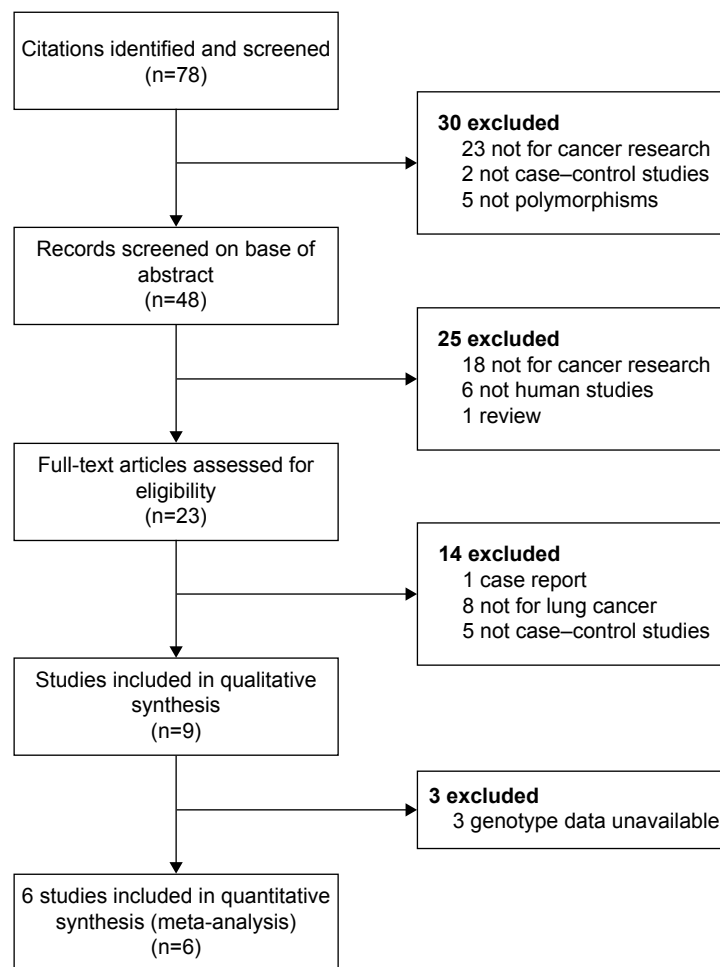 Citations identified and screened
(n=78)
30 excluded
23 not for cancer research
2 not case–control studies
5 not polymorphisms
Records screened on base of
abstract
(n=48)
25 excluded
18 not for cancer research
6 not human studies
1 review
Full-text articles assessed for
eligibility
(n=23)
14 excluded
1 case report
8 not for lung cancer
5 not case–control studies
Studies included in qualitative
synthesis
(n=9)
3 excluded
3 genotype data unavailable
6 studies included in quantitative
synthesis (meta-analysis)
(n=6)